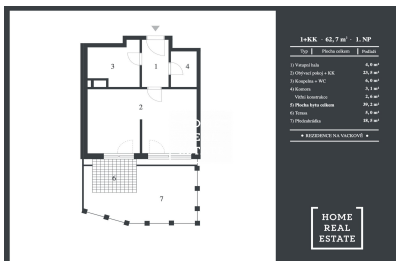 1+KK · 62,7 m² · 1. NP
Typ | Plocha celkem | Podlaží
1) Vstupní hala 4,0 m²
2) Obývací pokoj + KK 23,5 m²
3) Koupelna + WC 6,0 m²
4) Komora 3,1 m²
Vnitřní konstrukce 2,6 m²
5) Plocha bytu celkem 39,2 m²
6) Terasa 5,0 m²
7) Předzahrádka 18,5 m²
• REZIDENCE NA VACKOVĚ •
3
1
4
2
6
7
HOME
REAL
ESTATE